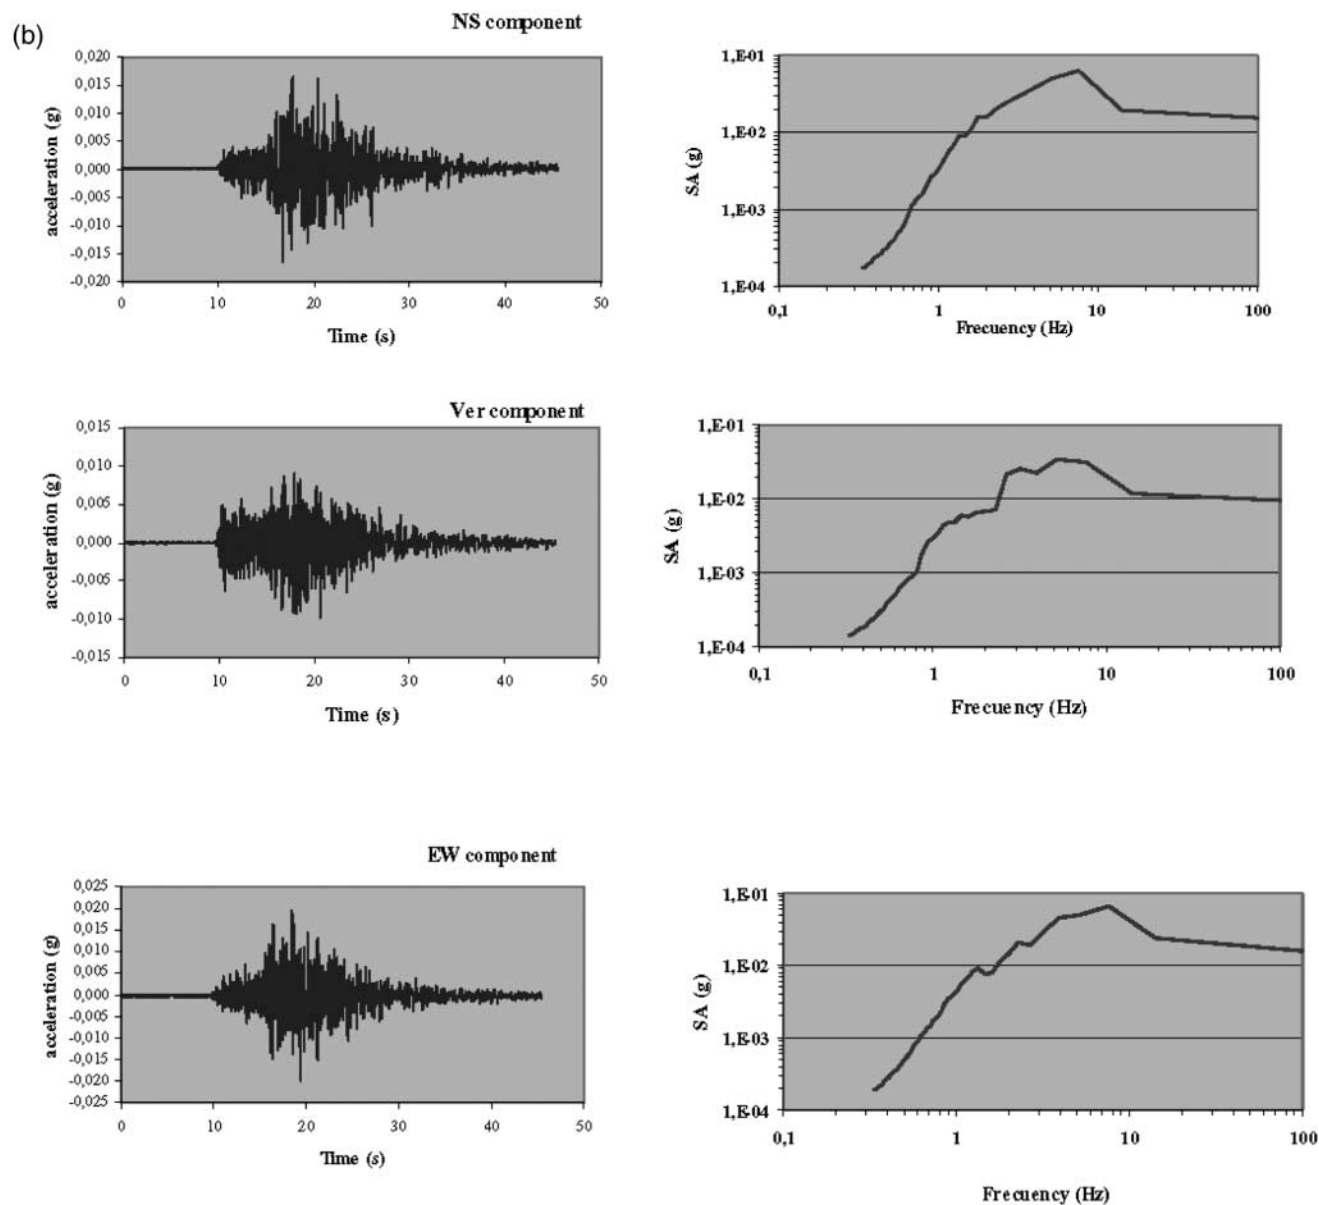 (b)
NS component
0,020
0,015
0,010
0,005
0,000
-0,005
-0,010
-0,015
-0,020
acceleration (g)
0 10 20 30 40 50
Time (s)
1,E-01
1,E-02
1,E-03
1,E-04
SA (g)
0,1 1 10 100
Frecuency (Hz)
Ver component
0,015
0,010
0,005
0,000
-0,005
-0,010
-0,015
acceleration (g)
0 10 20 30 40 50
Time (s)
1,E-01
1,E-02
1,E-03
1,E-04
SA (g)
0,1 1 10 100
Frecuency (Hz)
EW component
0,025
0,020
0,015
0,010
0,005
0,000
-0,005
-0,010
-0,015
-0,020
-0,025
acceleration (g)
0 10 20 30 40 50
Time (s)
1,E-01
1,E-02
1,E-03
1,E-04
SA (g)
0,1 1 10 100
Frecuency (Hz)